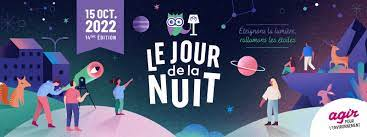 15 OCT.
2022
14ÈME ÉDITION
LE JOUR
de la
NUIT
Éteignons la lumière,
rallumons les étoiles
agir
POUR
L'ENVIRONNEMENT